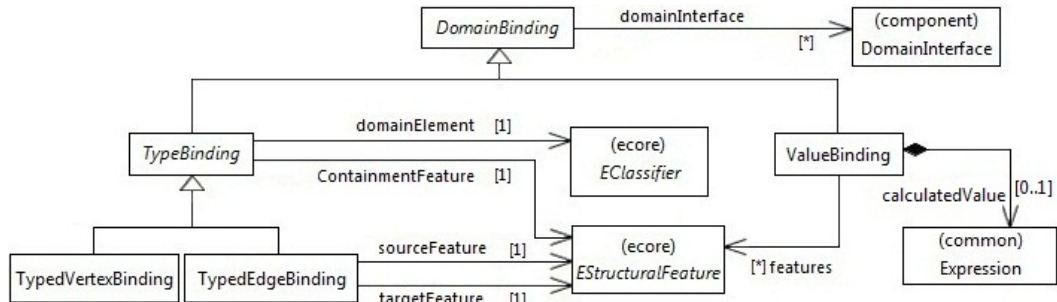 DomainBinding
domainInterface
[*]
(component)
DomainInterface
TypeBinding
domainElement [1]
ContainmentFeature [1]
(ecore)
EClassifier
ValueBinding
calculatedValue
[0..1]
TypedVertexBinding
TypedEdgeBinding
sourceFeature [1]
targetFeature [1]
(ecore)
EStructuralFeature
[*] features
(common)
Expression